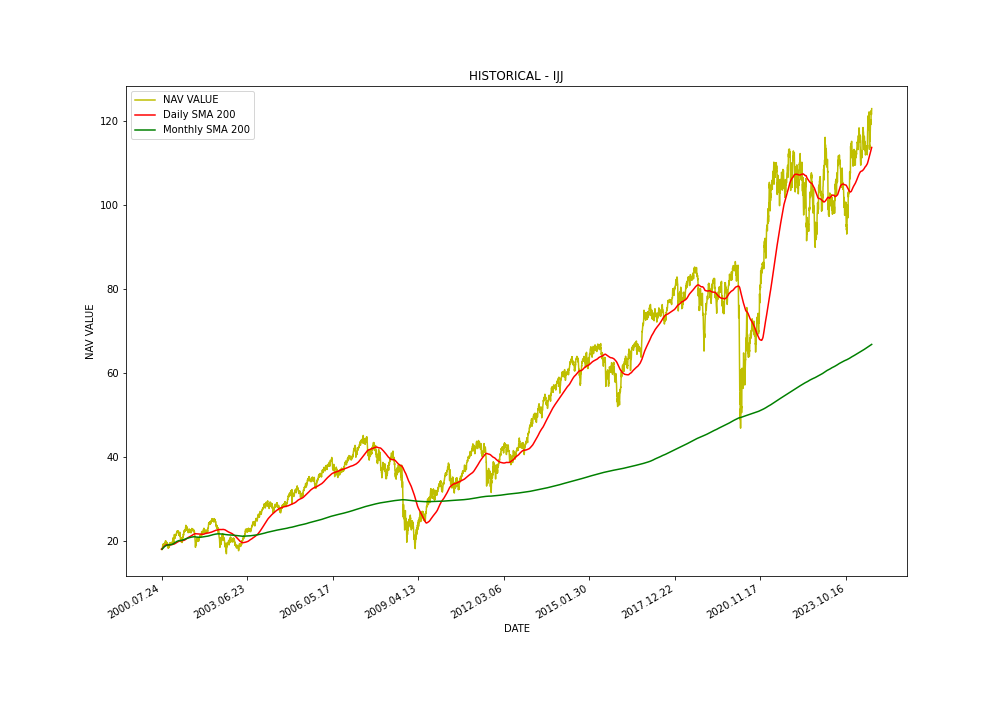 HISTORICAL - IJJ
NAV VALUE
Daily SMA 200
Monthly SMA 200
NAV VALUE
120
100
80
60
40
20
2000.07.24
2003.06.23
2006.05.17
2009.04.13
2012.03.06
2015.01.30
2017.12.22
2020.11.17
2023.10.16
DATE